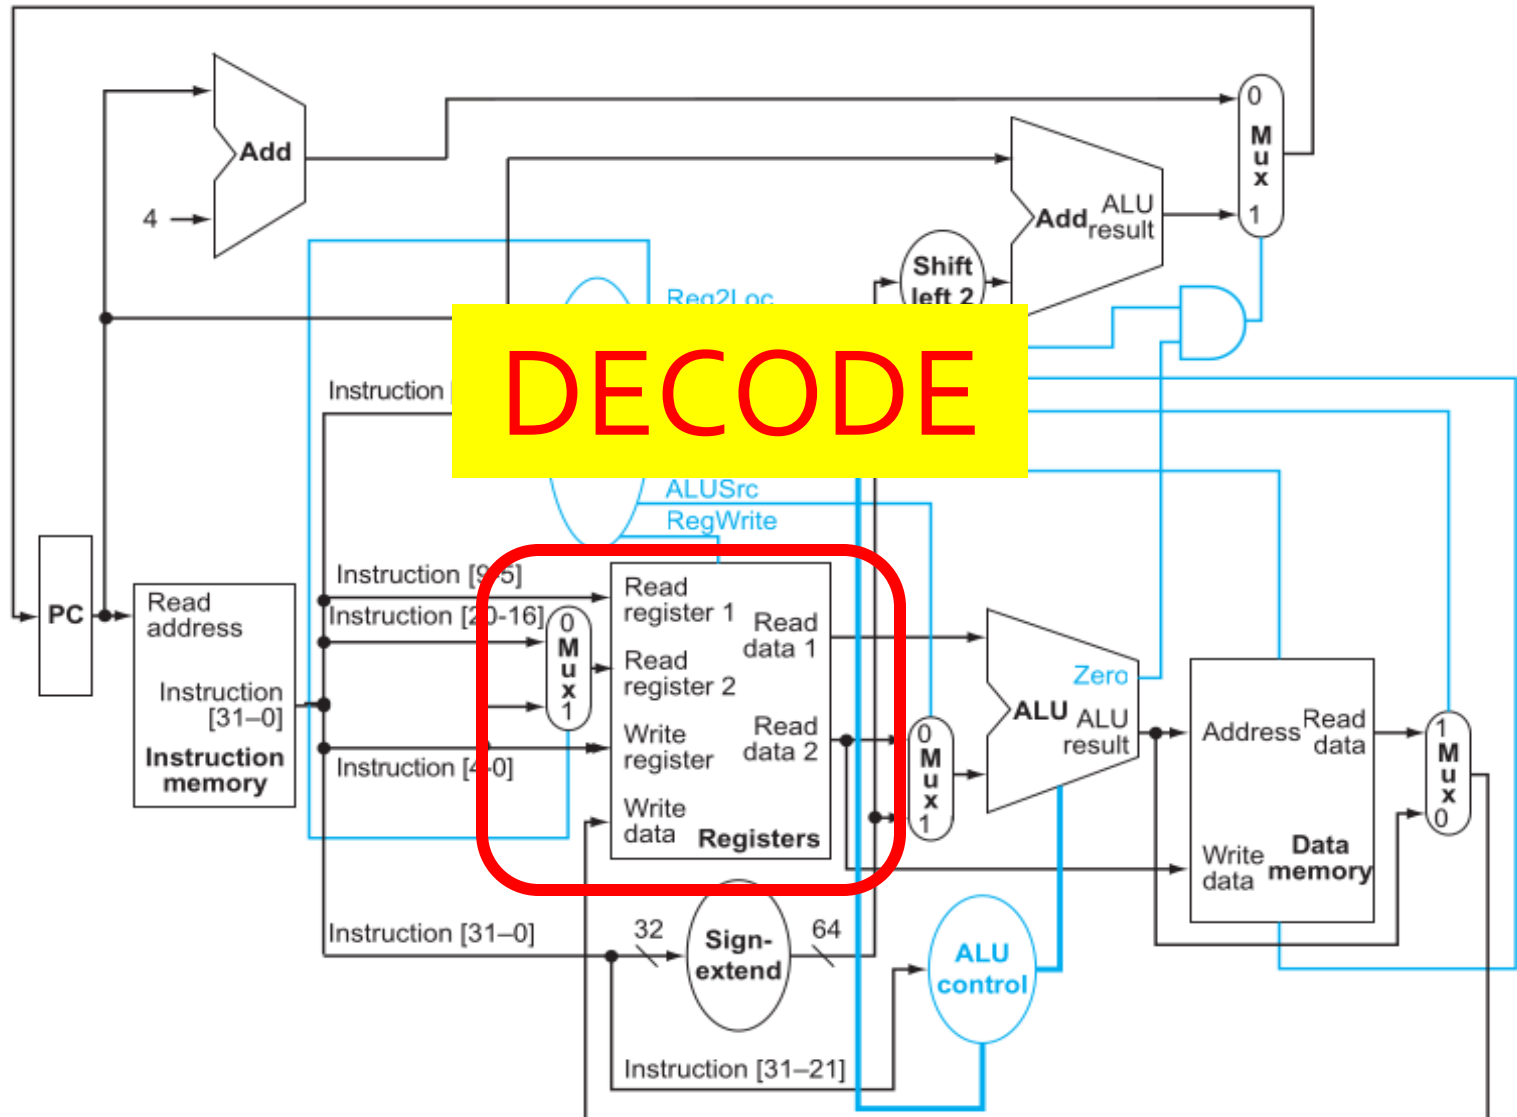 0
Mux
1
Add
4
Add
ALU
result
Shift
left 2
Reg2Loc
DECODE
Instruction [
ALUSrc
RegWrite
PC
Read
address
Instruction
[31–0]
Instruction
memory
Instruction [9-5]
Instruction [20-16]
Instruction [4-0]
0
Mux
1
Read
register 1
Read
register 2
Write
register
Write
data
Read
data 1
Read
data 2
Registers
0
Mux
1
Zero
ALU
ALU
result
Address
Read
data
Write
data
Data
memory
1
Mux
0
Instruction [31–0]
32
Sign-
extend
64
ALU
control
Instruction [31–21]